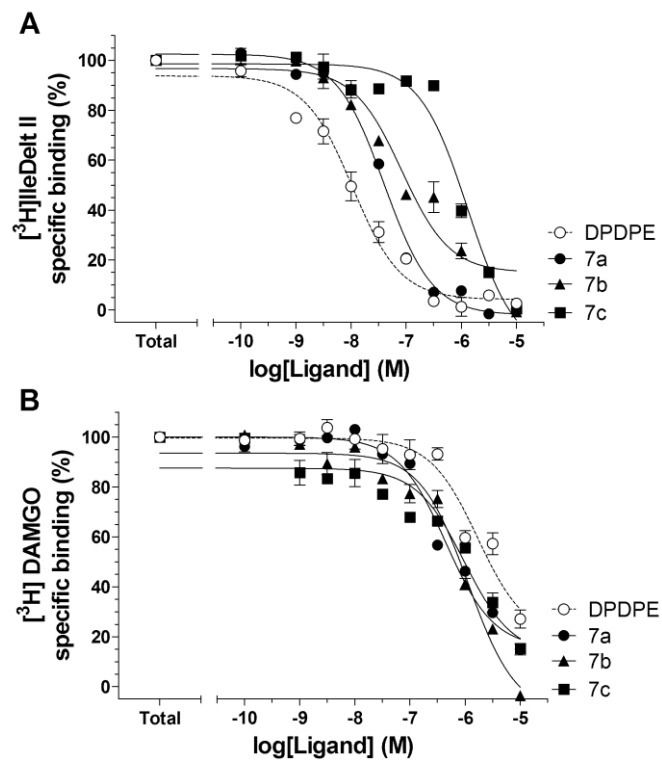 A
[³H]IleDelt II
specific binding (%)
100
80
60
40
20
0
Total
-10
-9
-8
-7
-6
-5
log[Ligand] (M)
DPDPE
7a
7b
7c
B
[³H] DAMGO
specific binding (%)
100
80
60
40
20
0
Total
-10
-9
-8
-7
-6
-5
log[Ligand] (M)
DPDPE
7a
7b
7c